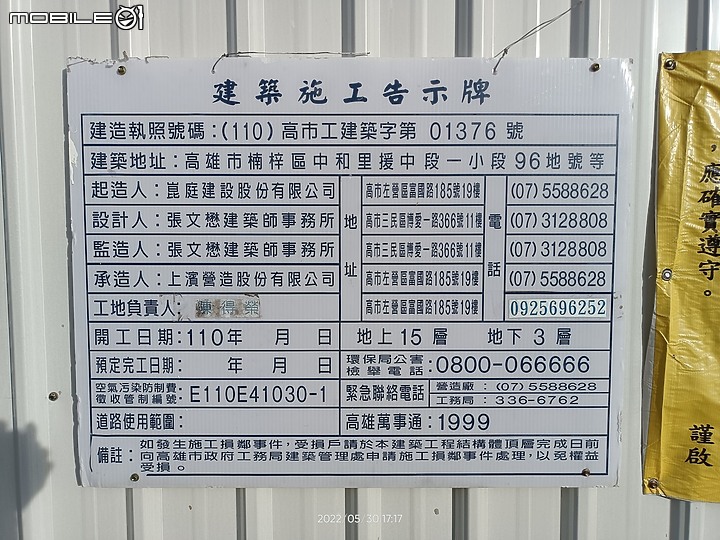 MOBILE01
建築施工告示牌
建造執照號碼:(110)高市工建築字第 01376 號
建築地址:高雄市楠梓區中和里援中段一小段 96 地號等
起造人:崑庭建設股份有限公司 地址 高市左營區富國路185號19樓 電話 (07)5588628
設計人:張文懋建築師事務所 高市三民區博愛一路366號11樓 (07)3128808
監造人:張文懋建築師事務所 高市三民區博愛一路366號11樓 (07)3128808
承造人:上濱營造股份有限公司 高市左營區富國路185號19樓 (07)5588628
工地負責人: 陳得榮 高市左營區富國路185號19樓 0925696252
開工日期:110年 月 日 地上 15 層 地下 3 層
預定完工日期: 年 月 日 環保局公害檢舉電話:0800-066666
空氣污染防制費徵收管制編號:E110E41030-1 緊急聯絡電話 營造廠:(07)5588628
工務局:336-6762
道路使用範圍: 高雄萬事通:1999
備註:如發生施工損鄰事件,受損戶請於本建築工程結構體頂層完成日前
向高雄市政府工務局建築管理處申請施工損鄰事件處理,以免權益
受損。
,應確實遵守。
謹啟
2022/05/30 17:17